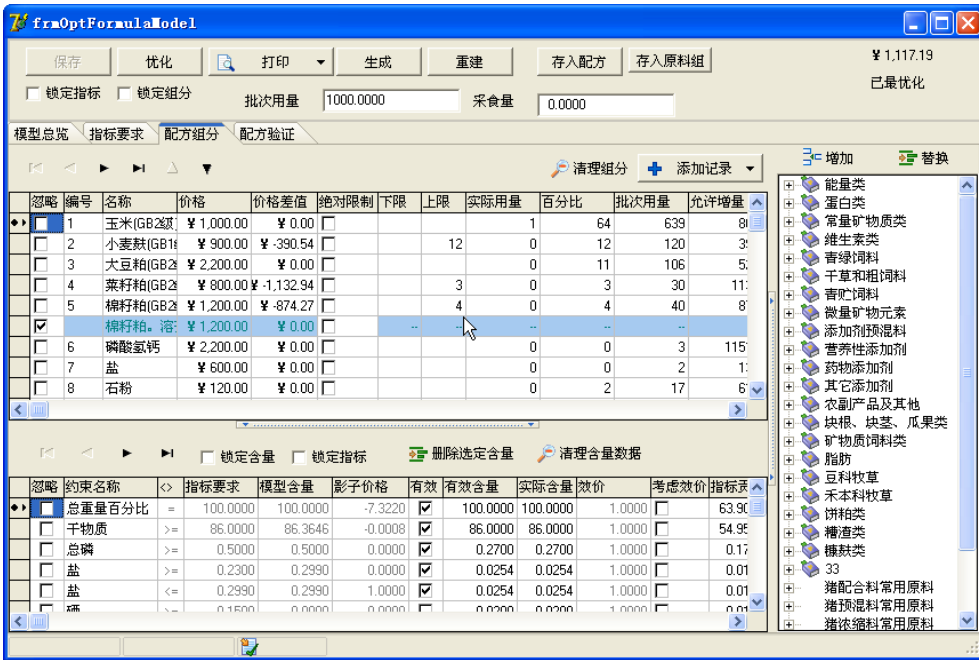 frmOptFormulaModel
保存 优化 打印 生成 重建 存入配方 存入原料组 ¥ 1,117.19
锁定指标 锁定组分 批次用量 1000.0000 采食量 0.0000 已最优化
模型总览 指标要求 配方组分 配方验证
清理组分 添加记录 增加 替换
忽略 编号 名称 价格 价格差值 绝对限制 下限 上限 实际用量 百分比 批次用量 允许增量
1 玉米(GB2级 ¥ 1,000.00 ¥ 0.00 1 64 639
2 小麦麸(GB1 ¥ 900.00 ¥ -390.54 12 0 12 120
3 大豆粕(GB2 ¥ 2,200.00 ¥ 0.00 0 11 106
4 菜籽粕(GB2 ¥ 800.00 ¥ -1,132.94 3 0 3 30 11
5 棉籽粕(GB2 ¥ 1,200.00 ¥ -874.27 4 0 4 40
棉籽粕。溶 ¥ 1,200.00 ¥ 0.00 -- -- -- -- --
6 磷酸氢钙 ¥ 2,200.00 ¥ 0.00 0 0 3 115
7 盐 ¥ 600.00 ¥ 0.00 0 0 2 1
8 石粉 ¥ 120.00 ¥ 0.00 0 2 17 6
锁定含量 锁定指标 删除选定含量 清理含量数据
忽略 约束名称 <> 指标要求 模型含量 影子价格 有效 有效含量 实际含量 效价 考虑效价 指标贡
总重量百分比 = 100.0000 100.0000 -7.3220 100.0000 100.0000 1.0000 63.90
干物质 >= 86.0000 86.3646 -0.0008 86.0000 86.0000 1.0000 54.95
总磷 >= 0.5000 0.5000 0.0000 0.2700 0.2700 1.0000 0.17
盐 >= 0.2300 0.2990 0.0000 0.0254 0.0254 1.0000 0.01
盐 <= 0.2990 0.2990 1.0000 0.0254 0.0254 1.0000 0.01
硒 >= 0.1500 0.0000 0.0000 0.0200 0.0200 1.0000 0.01
能量类
蛋白类
常量矿物质类
维生素类
青绿饲料
干草和粗饲料
青贮饲料
微量矿物元素
添加剂预混料
营养性添加剂
药物添加剂
其它添加剂
农副产品及其他
块根、块茎、瓜果类
矿物质饲料类
脂肪
豆科牧草
禾本科牧草
饼粕类
糟渣类
糠麸类
33
猪配合料常用原料
猪预混料常用原料
猪浓缩料常用原料